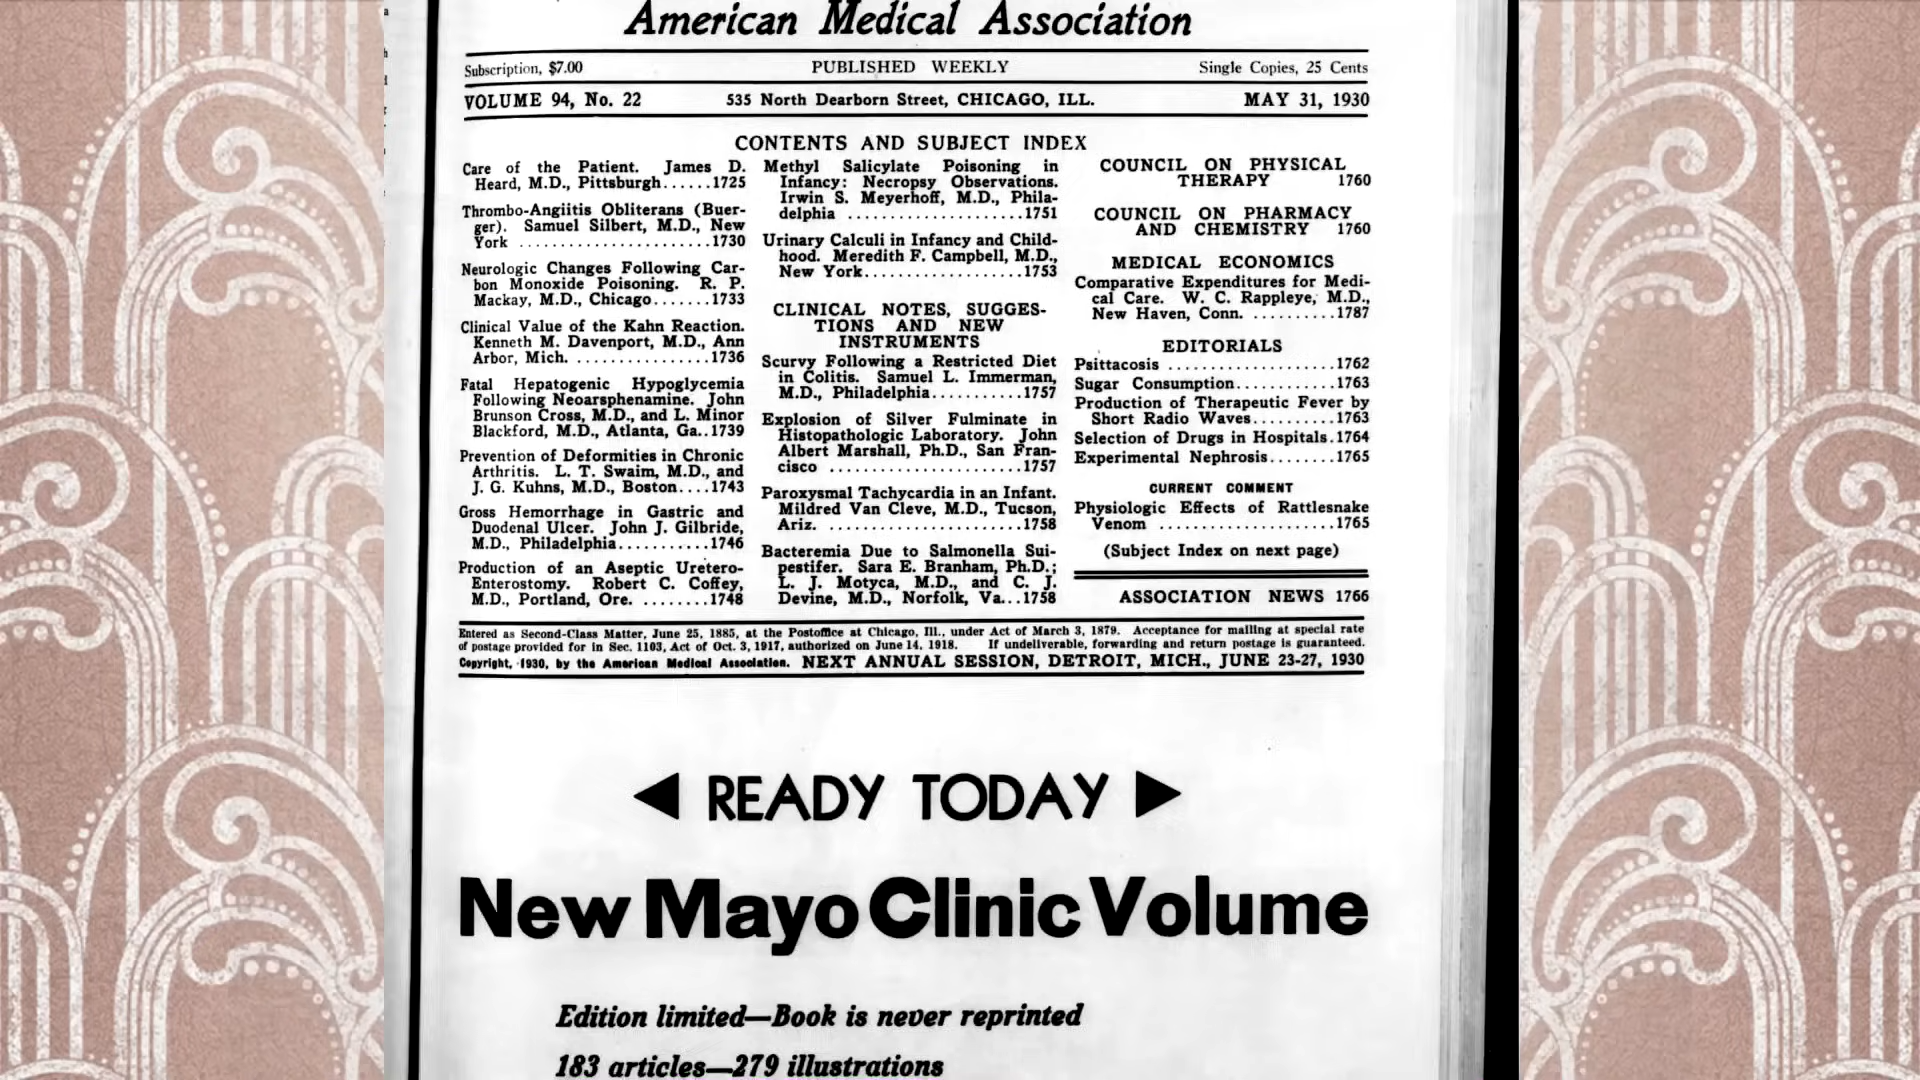 American Medical Association
Subscription, $7.00 PUBLISHED WEEKLY Single Copies, 25 Cents
VOLUME 94, No. 22 535 North Dearborn Street, CHICAGO, ILL. MAY 31, 1930
CONTENTS AND SUBJECT INDEX
Care of the Patient. James D.
Heard, M.D., Pittsburgh......1725
Thrombo-Angiitis Obliterans (Buer-
ger). Samuel Silbert, M.D., New
York ........................1730
Neurologic Changes Following Car-
bon Monoxide Poisoning. R. P.
Mackay, M.D., Chicago.......1733
Clinical Value of the Kahn Reaction.
Kenneth M. Davenport, M.D., Ann
Arbor, Mich. .................1736
Fatal Hepatogenic Hypoglycemia
Following Neoarsphenamine. John
Brunson Cross, M.D., and L. Minor
Blackford, M.D., Atlanta, Ga..1739
Prevention of Deformities in Chronic
Arthritis. L. T. Swaim, M.D., and
J. G. Kuhns, M.D., Boston....1743
Gross Hemorrhage in Gastric and
Duodenal Ulcer. John J. Gilbride,
M.D., Philadelphia...........1746
Production of an Aseptic Uretero-
Enterostomy. Robert C. Coffey,
M.D., Portland, Ore. ........1748
Methyl Salicylate Poisoning in
Infancy: Necropsy Observations.
Irwin S. Meyerhoff, M.D., Phila-
delphia ......................1751
Urinary Calculi in Infancy and Child-
hood. Meredith F. Campbell, M.D.,
New York....................1753
CLINICAL NOTES, SUGGES-
TIONS AND NEW
INSTRUMENTS
Scurvy Following a Restricted Diet
in Colitis. Samuel L. Immerman,
M.D., Philadelphia...........1757
Explosion of Silver Fulminate in
Histopathologic Laboratory. John
Albert Marshall, Ph.D., San Fran-
cisco ........................1757
Paroxysmal Tachycardia in an Infant.
Mildred Van Cleve, M.D., Tucson,
Ariz. ........................1758
Bacteremia Due to Salmonella Sui-
pestifer. Sara E. Branham, Ph.D.;
L. J. Motyca, M.D., and C. J.
Devine, M.D., Norfolk, Va...1758
COUNCIL ON PHYSICAL
THERAPY 1760
COUNCIL ON PHARMACY
AND CHEMISTRY 1760
MEDICAL ECONOMICS
Comparative Expenditures for Medi-
cal Care. W. C. Rappleye, M.D.,
New Haven, Conn. ..........1787
EDITORIALS
Psittacosis .....................1762
Sugar Consumption............1763
Production of Therapeutic Fever by
Short Radio Waves..........1763
Selection of Drugs in Hospitals.1764
Experimental Nephrosis........1765
CURRENT COMMENT
Physiologic Effects of Rattlesnake
Venom ......................1765
(Subject Index on next page)
ASSOCIATION NEWS 1766
Entered as Second-Class Matter, June 25, 1885, at the Postoffice at Chicago, Ill., under Act of March 3, 1879. Acceptance for mailing at special rate
of postage provided for in Sec. 1103, Act of Oct. 3, 1917, authorized on June 14, 1918. If undeliverable, forwarding and return postage is guaranteed.
Copyright, 1930, by the American Medical Association. NEXT ANNUAL SESSION, DETROIT, MICH., JUNE 23-27, 1930
◀ READY TODAY ▶
New Mayo Clinic Volume
Edition limited—Book is never reprinted
183 articles—279 illustrations